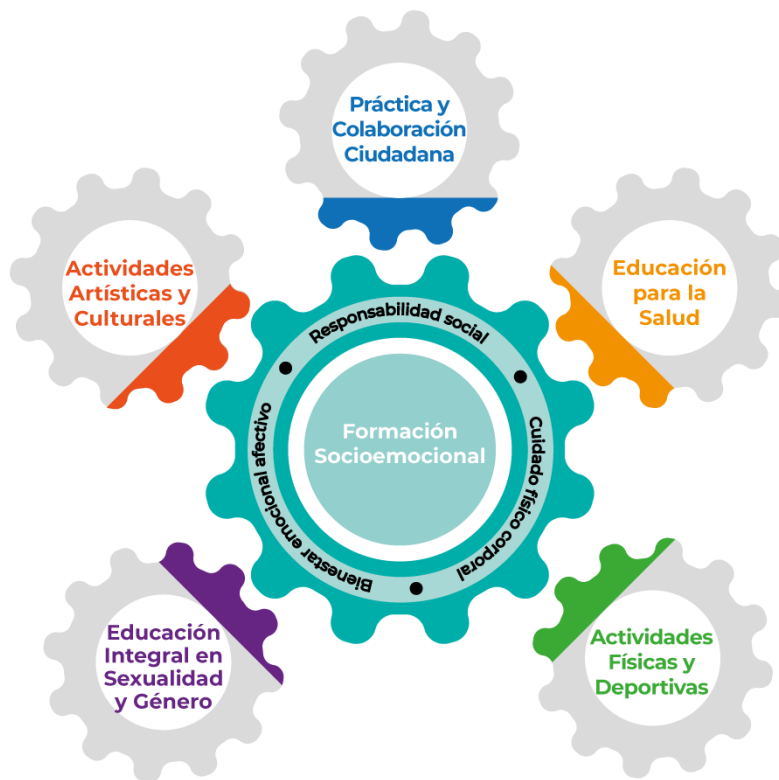 Práctica y
Colaboración
Ciudadana
Actividades
Artísticas y
Culturales
Educación
para la
Salud
Responsabilidad social
Cuidado físico corporal
Bienestar emocional afectivo
Formación
Socioemocional
Educación
Integral en
Sexualidad
y Género
Actividades
Físicas y
Deportivas